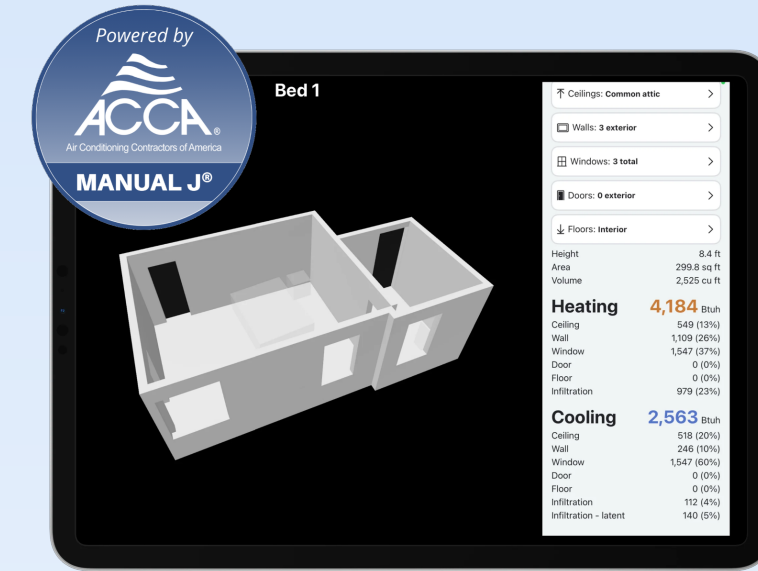 Powered by
ACCA®
Air Conditioning Contractors of America
MANUAL J®
Bed 1
Ceilings: Common attic
Walls: 3 exterior
Windows: 3 total
Doors: 0 exterior
Floors: Interior
Height 8.4 ft
Area 299.8 sq ft
Volume 2,525 cu ft
Heating 4,184 Btuh
Ceiling 549 (13%)
Wall 1,109 (26%)
Window 1,547 (37%)
Door 0 (0%)
Floor 0 (0%)
Infiltration 979 (23%)
Cooling 2,563 Btuh
Ceiling 518 (20%)
Wall 246 (10%)
Window 1,547 (60%)
Door 0 (0%)
Floor 0 (0%)
Infiltration 112 (4%)
Infiltration - latent 140 (5%)